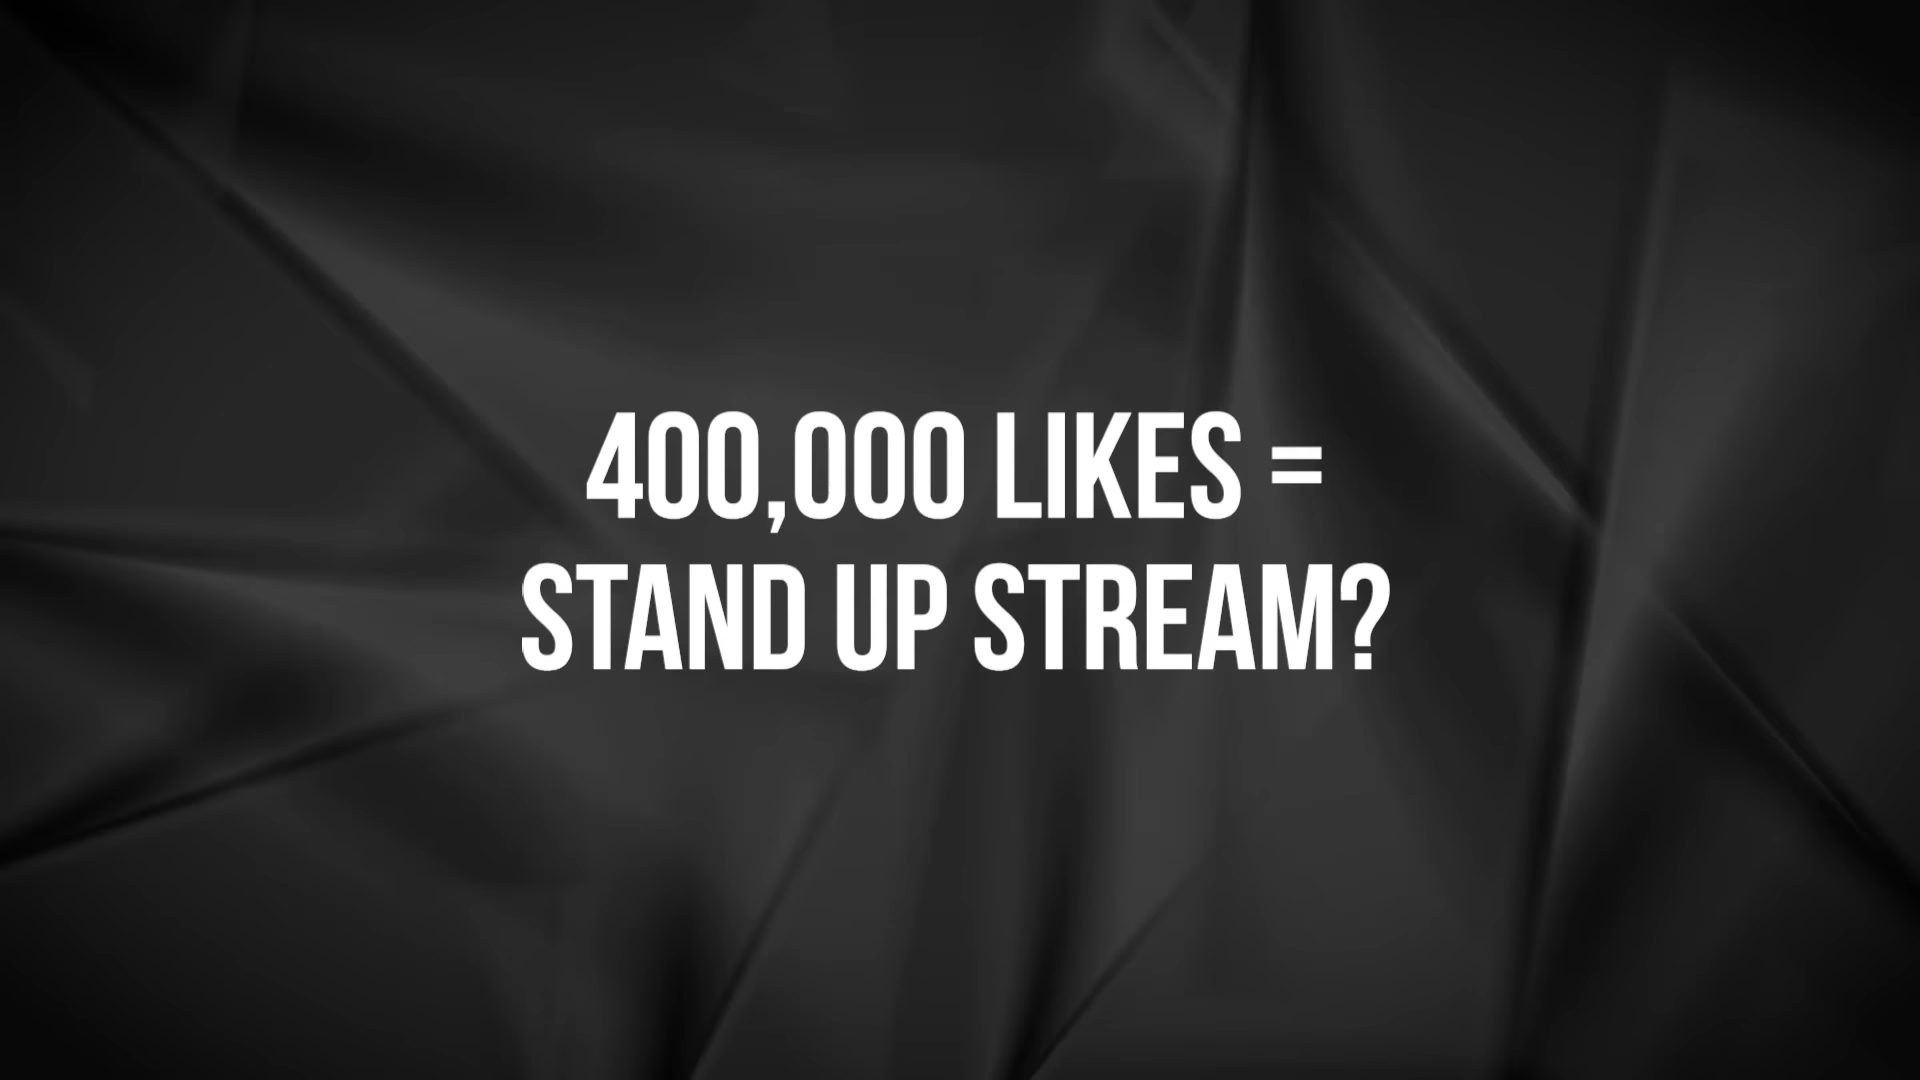 400,000 LIKES =
STAND UP STREAM?